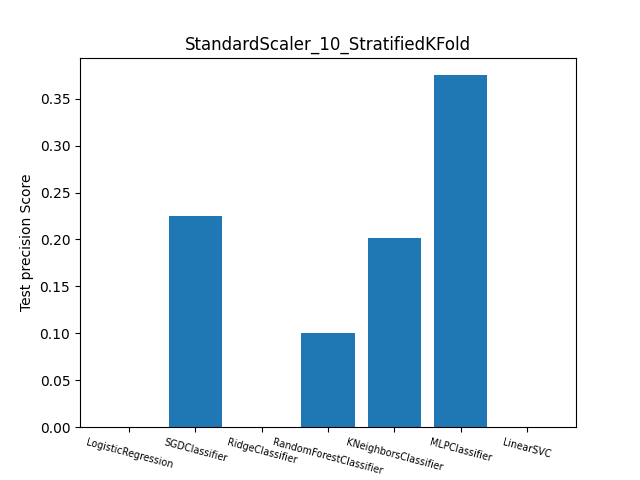 StandardScaler_10_StratifiedKFold
Test precision Score
0.35
0.30
0.25
0.20
0.15
0.10
0.05
0.00
LogisticRegression
SGDClassifier
RidgeClassifier
RandomForestClassifier
KNeighborsClassifier
MLPClassifier
LinearSVC